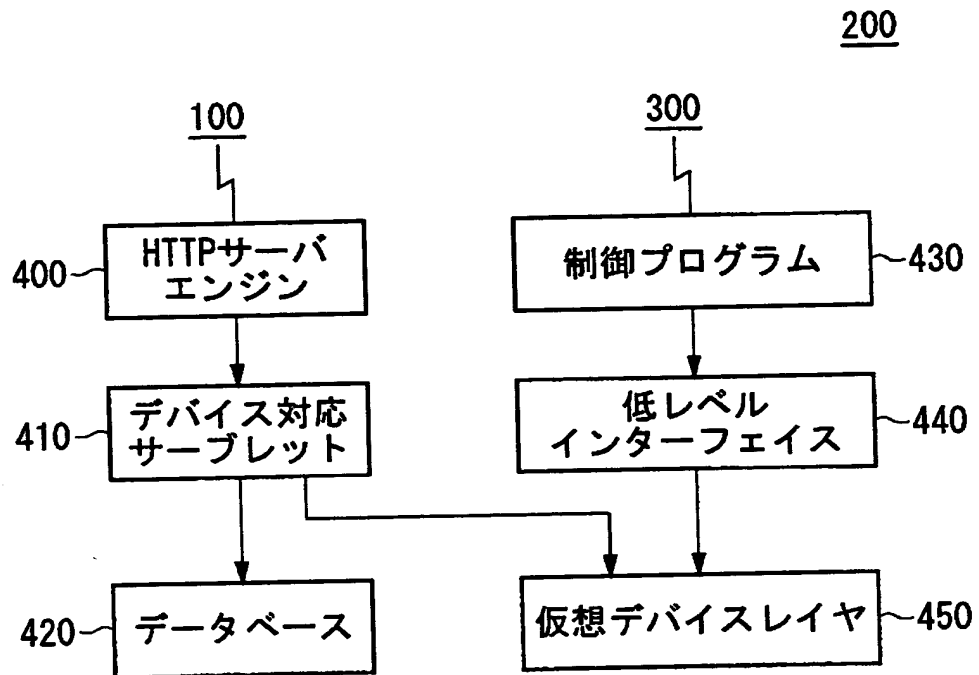 200
100
300
400
HTTPサーバ
エンジン
制御プログラム
430
410
デバイス対応
サーブレット
低レベル
インターフェイス
440
420
データベース
仮想デバイスレイヤ
450